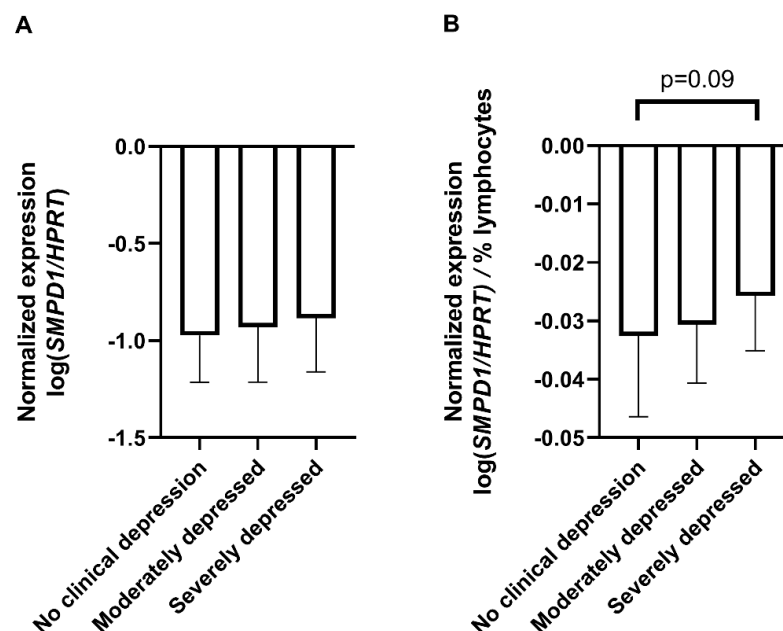 A
Normalized expression
log(SMPD1/HPRT)
0.0
-0.5
-1.0
-1.5
No clinical depression
Moderately depressed
Severely depressed
B
p=0.09
Normalized expression
log(SMPD1/HPRT) / % lymphocytes
0.00
-0.01
-0.02
-0.03
-0.04
-0.05
No clinical depression
Moderately depressed
Severely depressed